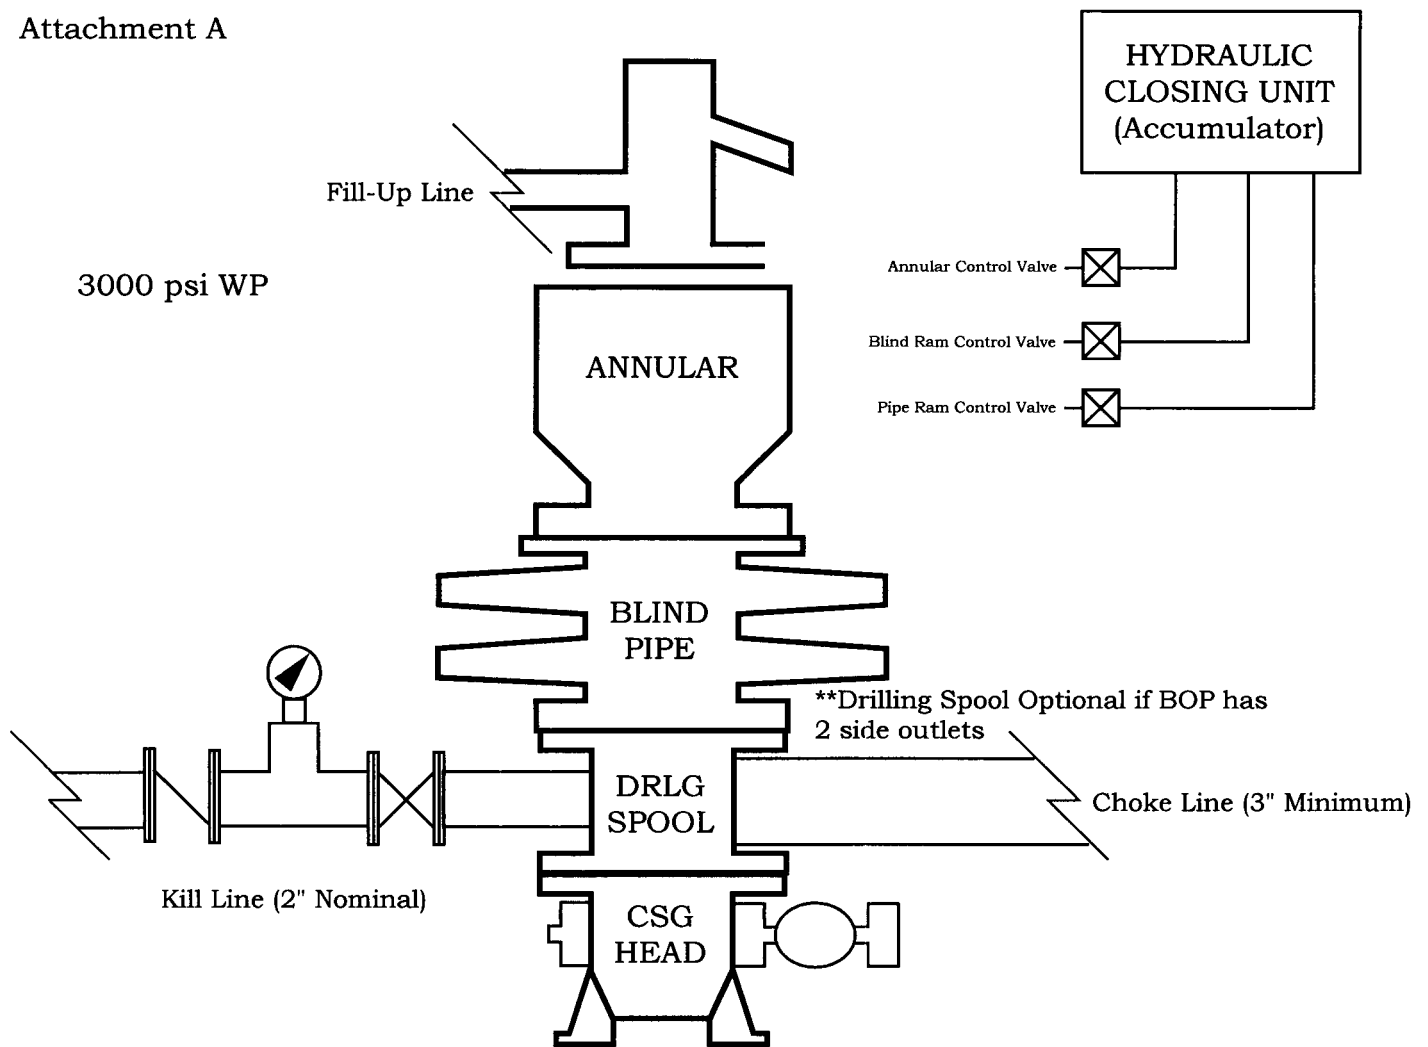 Attachment A
HYDRAULIC
CLOSING UNIT
(Accumulator)
Fill-Up Line
3000 psi WP
Annular Control Valve
Blind Ram Control Valve
Pipe Ram Control Valve
ANNULAR
BLIND
PIPE
**Drilling Spool Optional if BOP has
2 side outlets
DRLG
SPOOL
Choke Line (3" Minimum)
Kill Line (2" Nominal)
CSG
HEAD